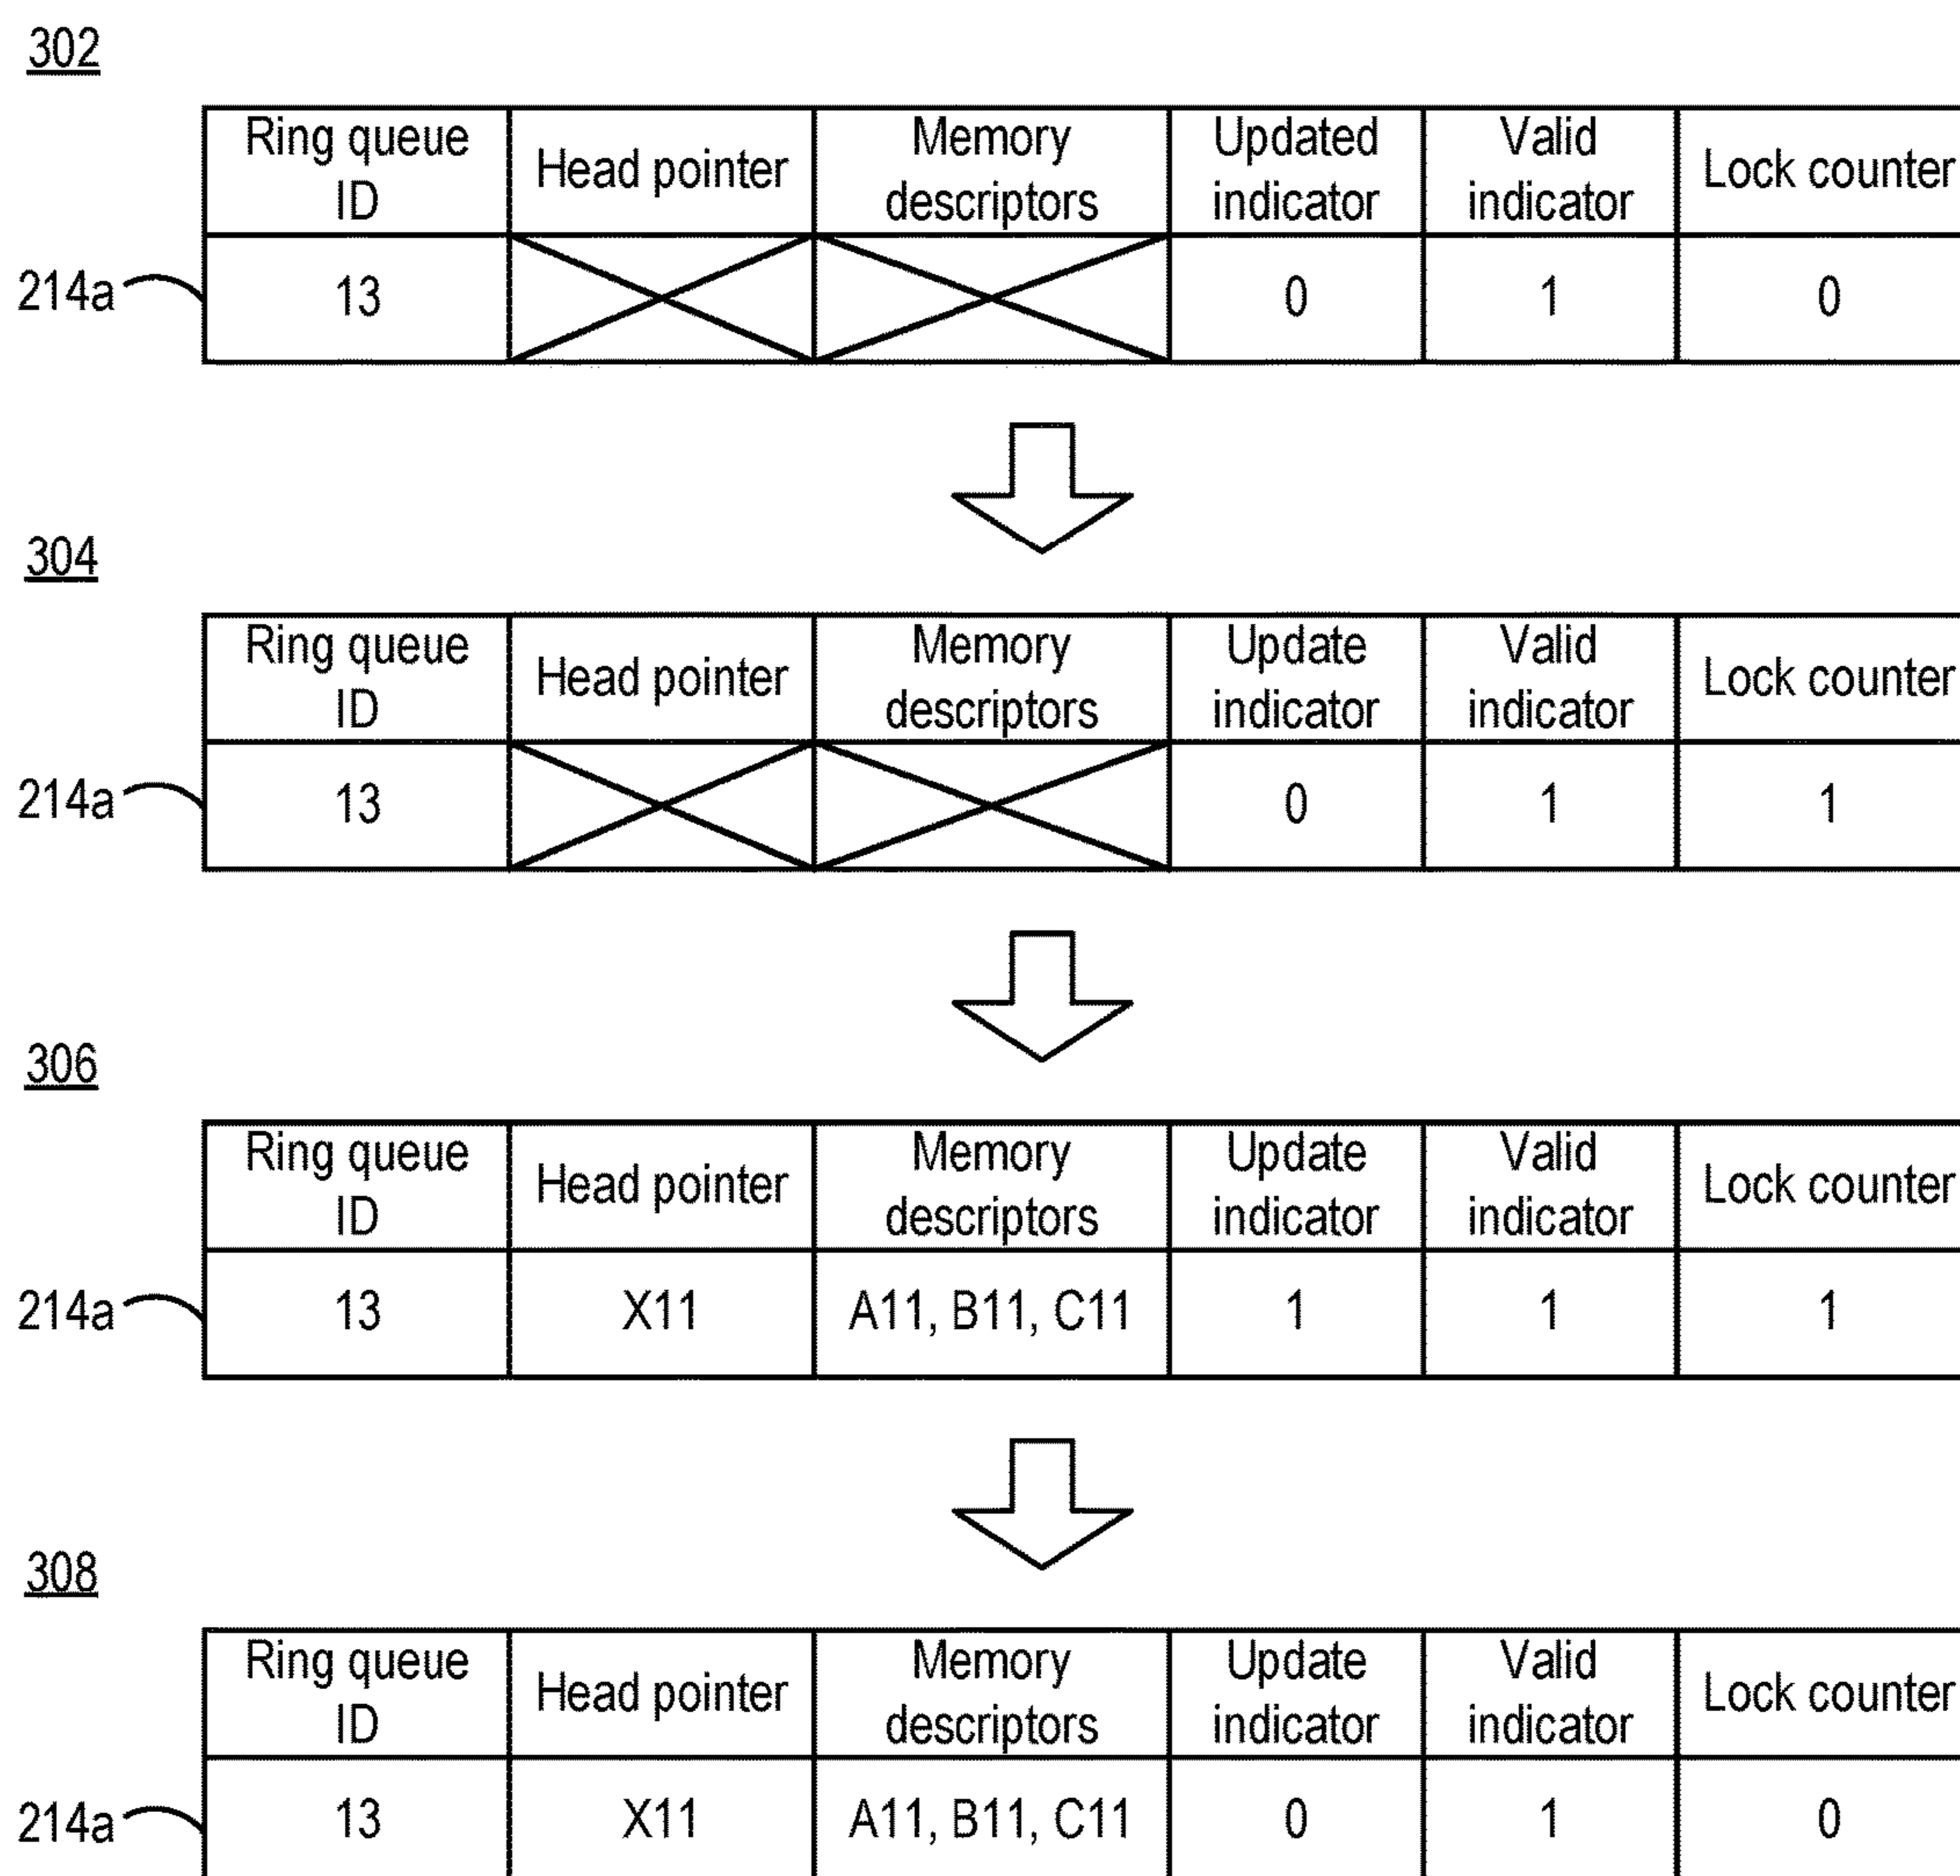 302
Ring queue ID Head pointer Memory descriptors Updated indicator Valid indicator Lock counter
214a 13 0 1 0
304
Ring queue ID Head pointer Memory descriptors Update indicator Valid indicator Lock counter
214a 13 0 1 1
306
Ring queue ID Head pointer Memory descriptors Update indicator Valid indicator Lock counter
214a 13 X11 A11, B11, C11 1 1 1
308
Ring queue ID Head pointer Memory descriptors Update indicator Valid indicator Lock counter
214a 13 X11 A11, B11, C11 0 1 0